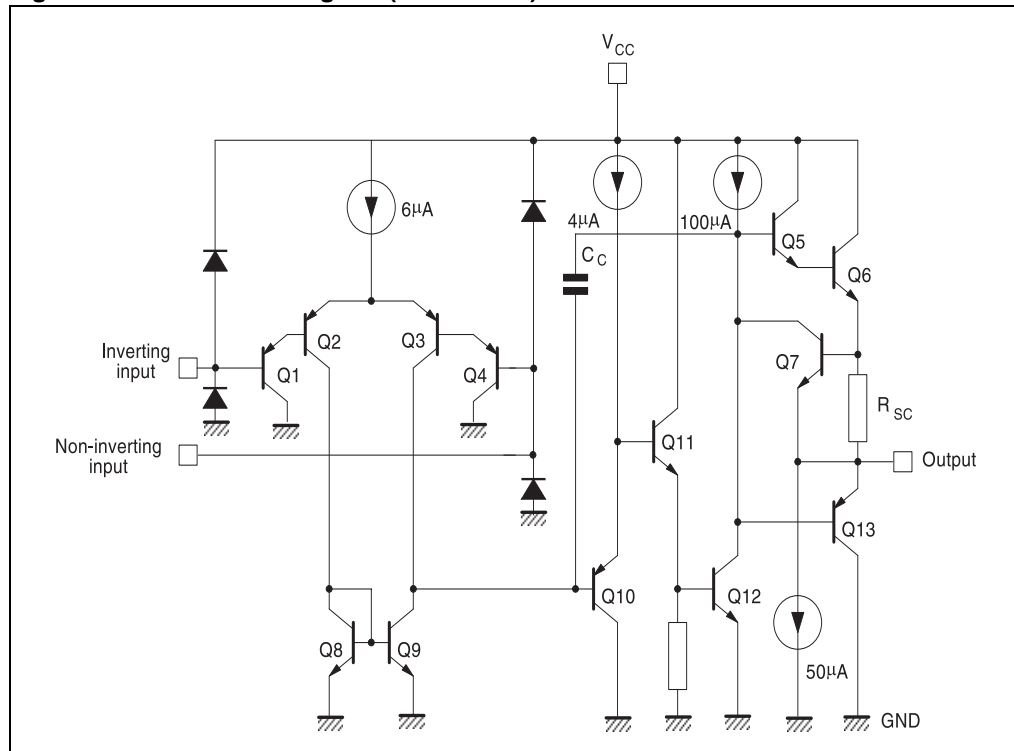 V CC
6μA
4μA
100μA
C C
Q5
Q6
Q2
Q3
Inverting
input
Q1
Q4
Q7
R SC
Non-inverting
input
Q11
Output
Q13
Q10
Q12
Q8
Q9
50μA
GND